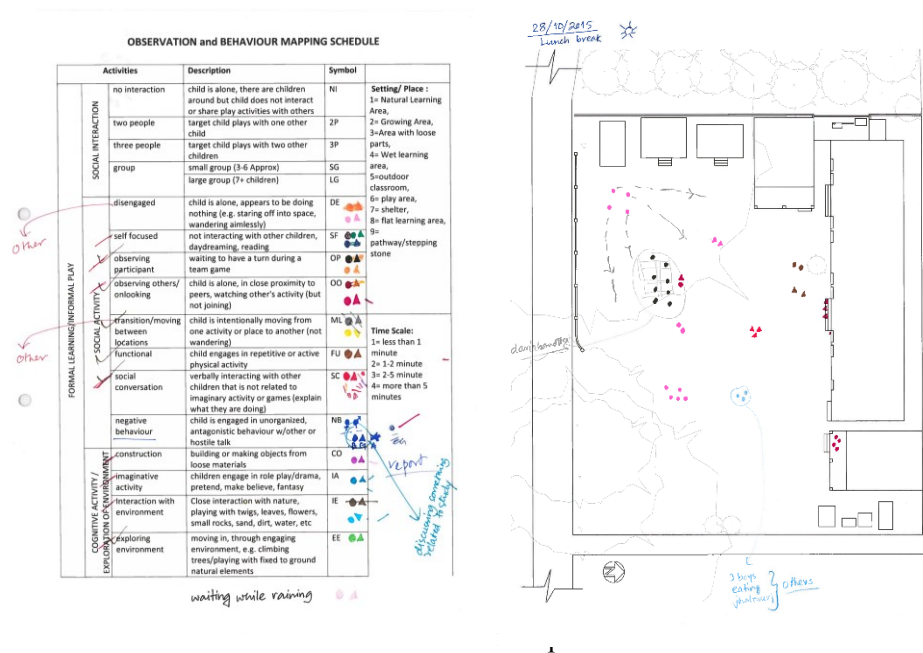 OBSERVATION and BEHAVIOUR MAPPING SCHEDULE
Activities
Description
Symbol
FORMAL LEARNING/INFORMAL PLAY
SOCIAL INTERACTION
no interaction
child is alone, there are children
around but child does not interact
or share play activities with others
NI
two people
target child plays with one other
child
2P
three people
target child plays with two other
children
3P
group
small group (3-6 Approx)
SG
large group (7+ children)
LG
Setting/ Place :
1= Natural Learning
Area,
2= Growing Area,
3=Area with loose
parts,
4= Wet learning
area,
5=outdoor
classroom,
6= play area,
7= shelter,
8= flat learning area,
9=
pathway/stepping
stone
SOCIAL ACTIVITY
disengaged
child is alone, appears to be doing
nothing (e.g. staring off into space,
wandering aimlessly)
DE
self focused
not interacting with other children,
daydreaming, reading
SF
observing
participant
waiting to have a turn during a
team game
OP
observing others/
onlooking
child is alone, in close proximity to
peers, watching other's activity (but
not joining)
OO
transition/moving
between
locations
child is intentionally moving from
one activity or place to another (not
wandering)
ML
functional
child engages in repetitive or active
physical activity
FU
social
conversation
verbally interacting with other
children that is not related to
imaginary activity or games (explain
what they are doing)
SC
negative
behaviour
child is engaged in unorganized,
antagonistic behaviour w/other or
hostile talk
NB
Time Scale:
1= less than 1
minute
2= 1-2 minute
3= 2-5 minute
4= more than 5
minutes
COGNITIVE ACTIVITY /
EXPLORATION OF ENVIRONMENT
construction
building or making objects from
loose materials
CO
imaginative
activity
children engage in role play/drama,
pretend, make believe, fantasy
IA
Interaction with
environment
Close interaction with nature,
playing with twigs, leaves, flowers,
small rocks, sand, dirt, water, etc
IE
exploring
environment
moving in, through engaging
environment, e.g. climbing
trees/playing with fixed to ground
natural elements
EE
Other
Other
report
discussing something
related to study
waiting while raining
28/10/2015
Lunch break
3 boys
eating
Others